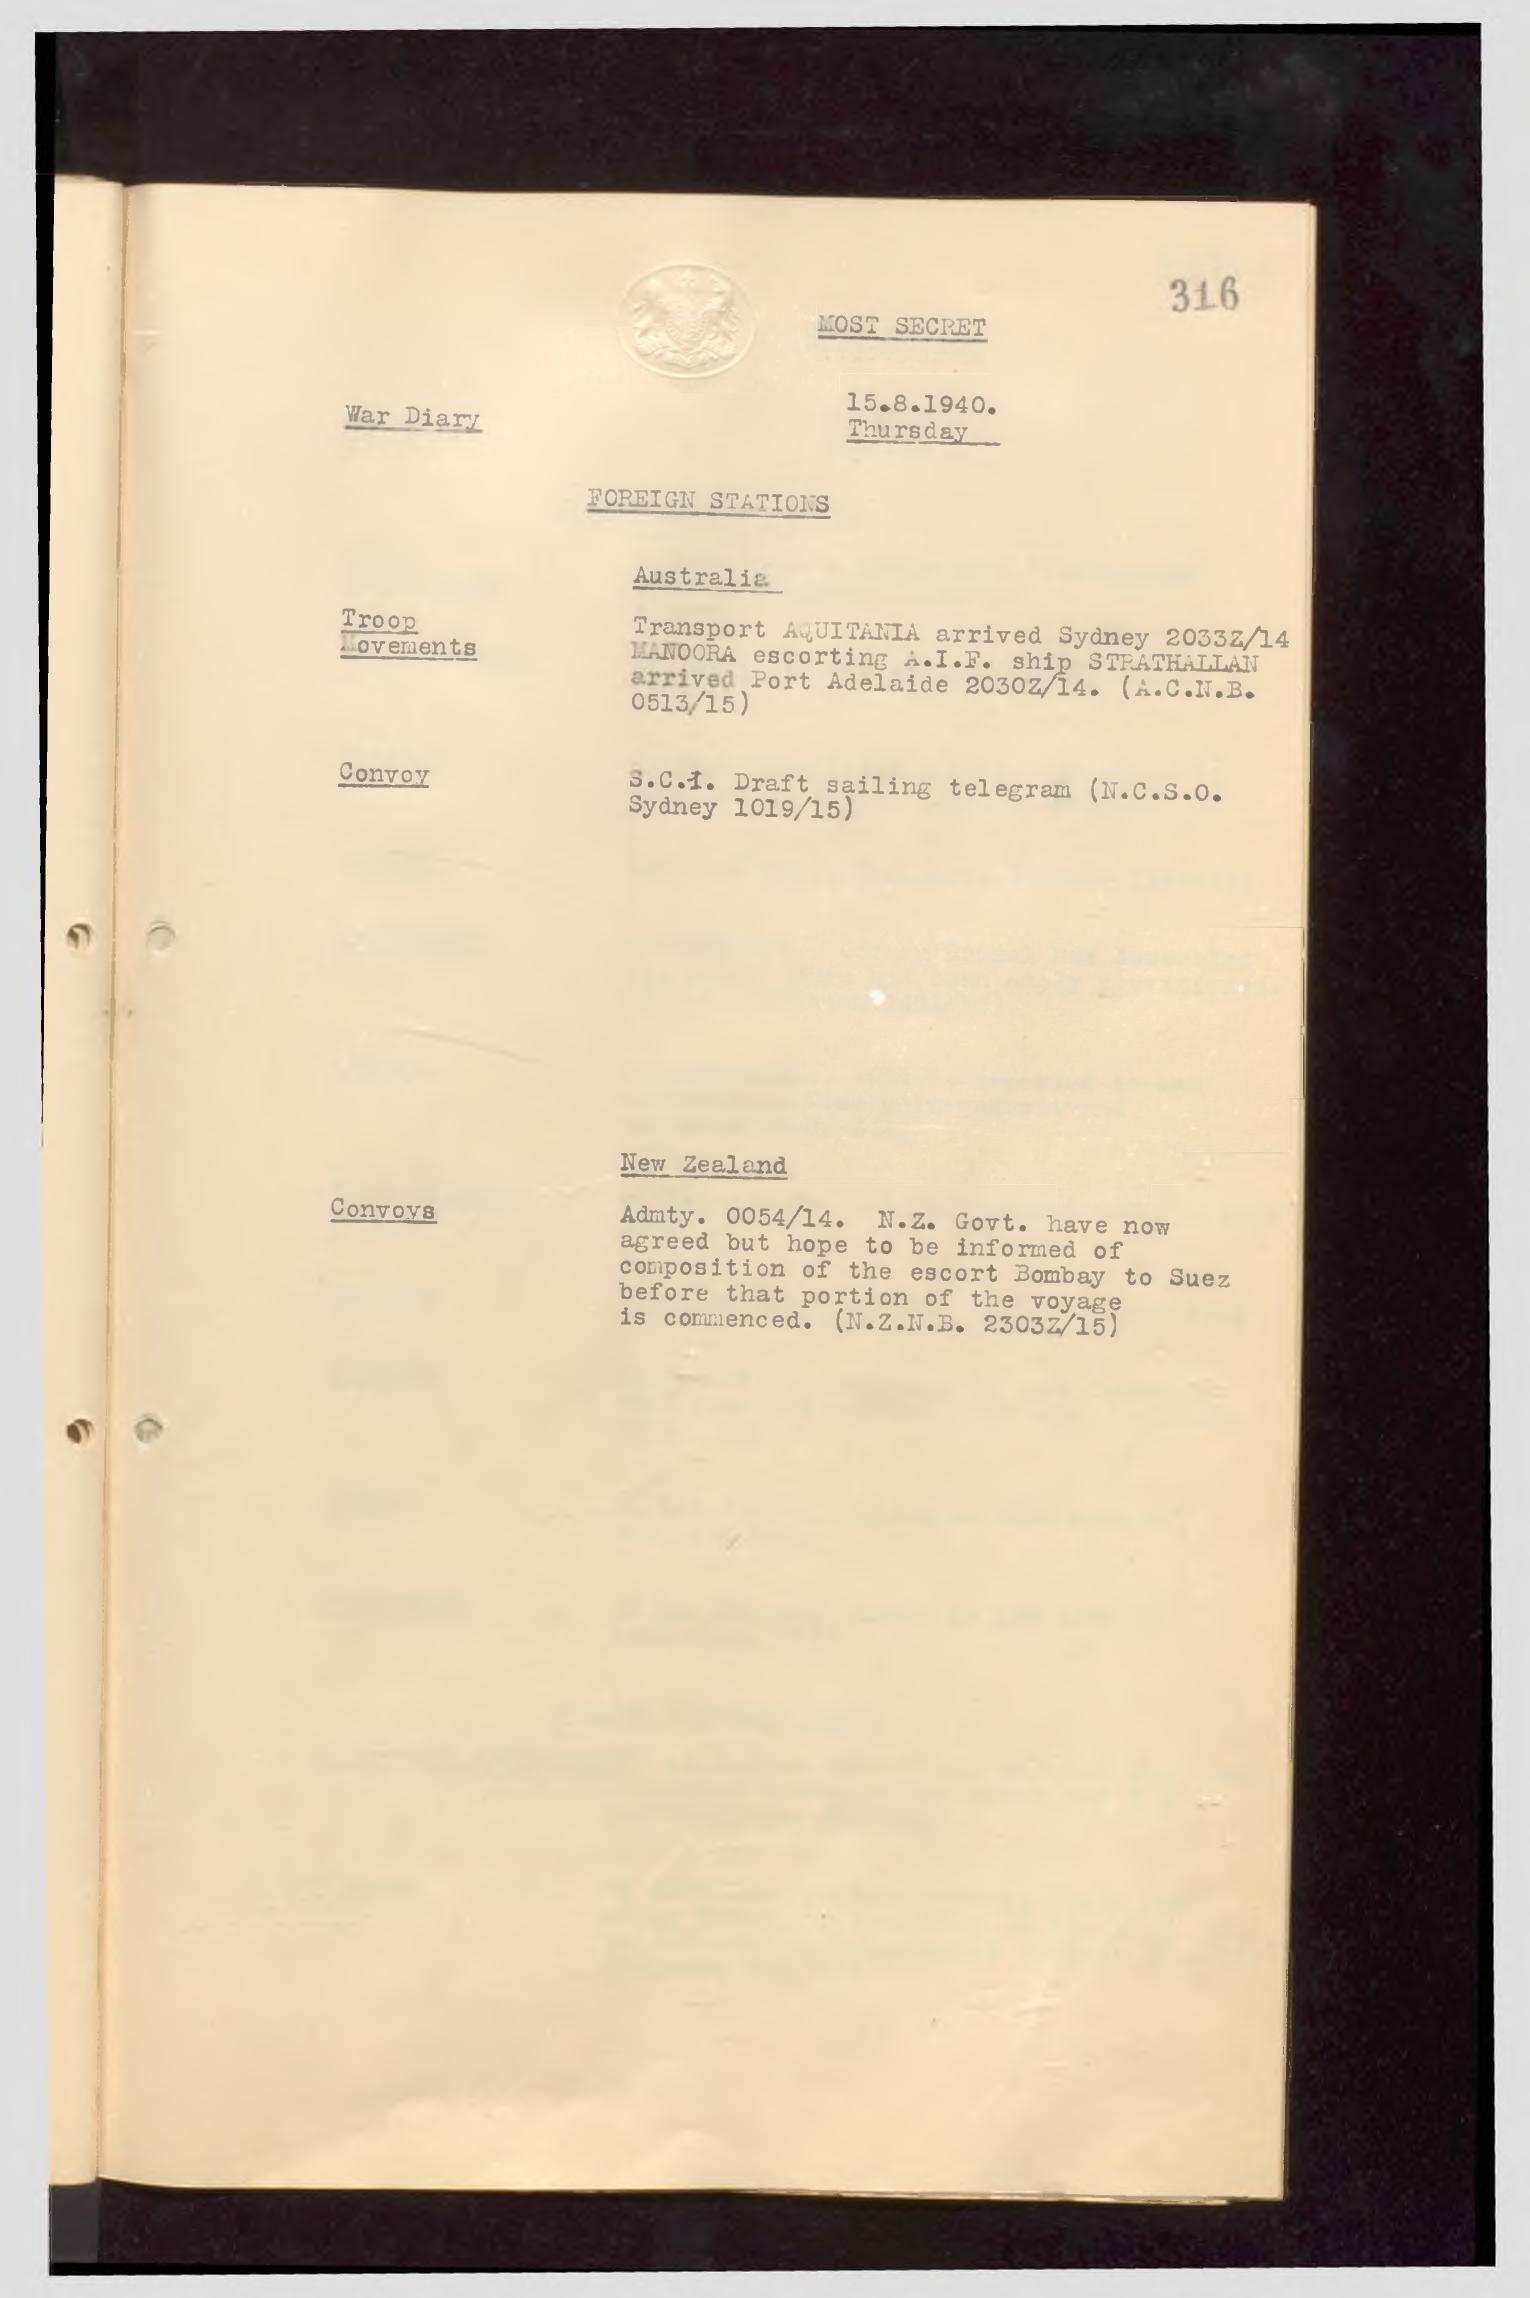 316
MOST SECRET
War Diary
15.8.1940.
Thursday
FOREIGN STATIONS
Australia
Troop
Movements
Transport AQUITANIA arrived Sydney 2033Z/14
MANOORA escorting A.I.F. ship STRATHALLAN
arrived Port Adelaide 2030Z/14. (A.C.N.B.
0513/15)
Convoy
S.C.1. Draft sailing telegram (N.C.S.O.
Sydney 1019/15)
New Zealand
Convoys
Admty. 0054/14. N.Z. Govt. have now
agreed but hope to be informed of
composition of the escort Bombay to Suez
before that portion of the voyage
is commenced. (N.Z.N.B. 2303Z/15)